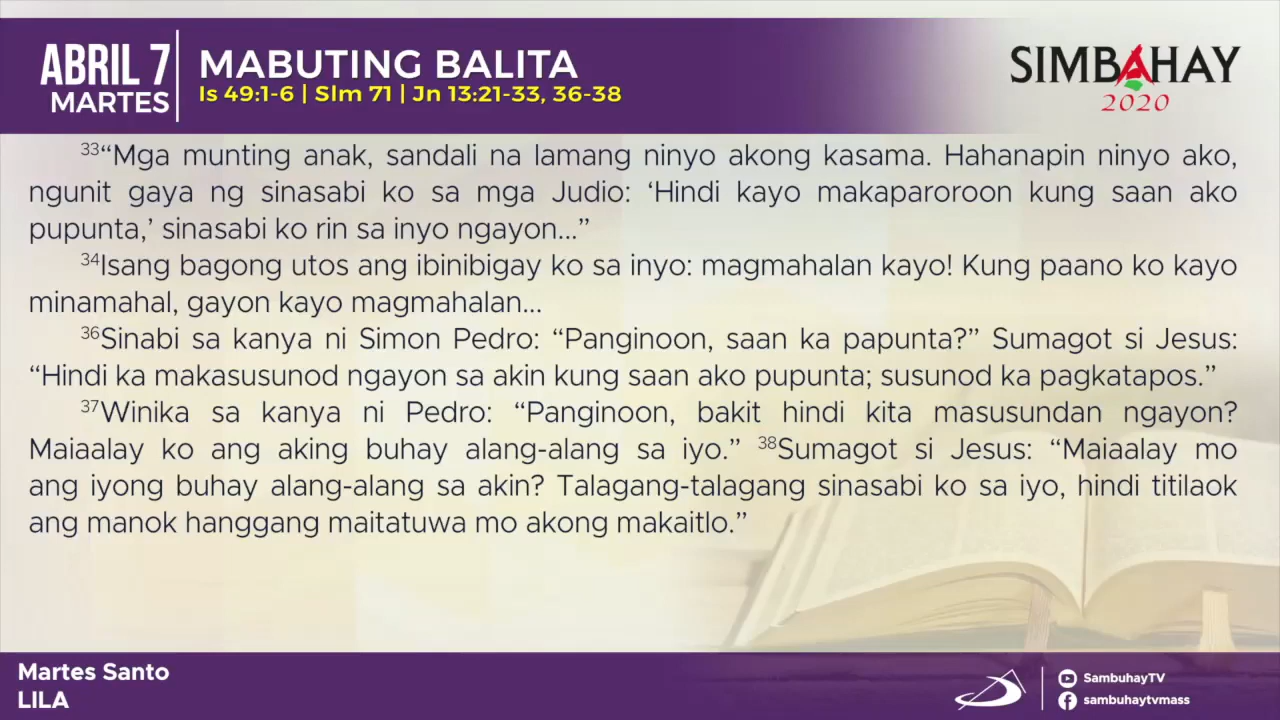 ABRIL 7
MARTES
MABUTING BALITA
Is 49:1-6 | Slm 71 | Jn 13:21-33, 36-38
SIMBAHAY
2020
33“Mga munting anak, sandali na lamang ninyo akong kasama. Hahanapin ninyo ako,
ngunit gaya ng sinasabi ko sa mga Judio: ‘Hindi kayo makaparoroon kung saan ako
pupunta,’ sinasabi ko rin sa inyo ngayon...”
34Isang bagong utos ang ibinibigay ko sa inyo: magmahalan kayo! Kung paano ko kayo
minamahal, gayon kayo magmahalan...
36Sinabi sa kanya ni Simon Pedro: “Panginoon, saan ka papunta?” Sumagot si Jesus:
“Hindi ka makasusunod ngayon sa akin kung saan ako pupunta; susunod ka pagkatapos.”
37Winika sa kanya ni Pedro: “Panginoon, bakit hindi kita masusundan ngayon?
Maiaalay ko ang aking buhay alang-alang sa iyo.” 38Sumagot si Jesus: “Maiaalay mo
ang iyong buhay alang-alang sa akin? Talagang-talagang sinasabi ko sa iyo, hindi titilaok
ang manok hanggang maitatuwa mo akong makaitlo.”
Martes Santo
LILA
SambuhayTV
sambuhaytvmass